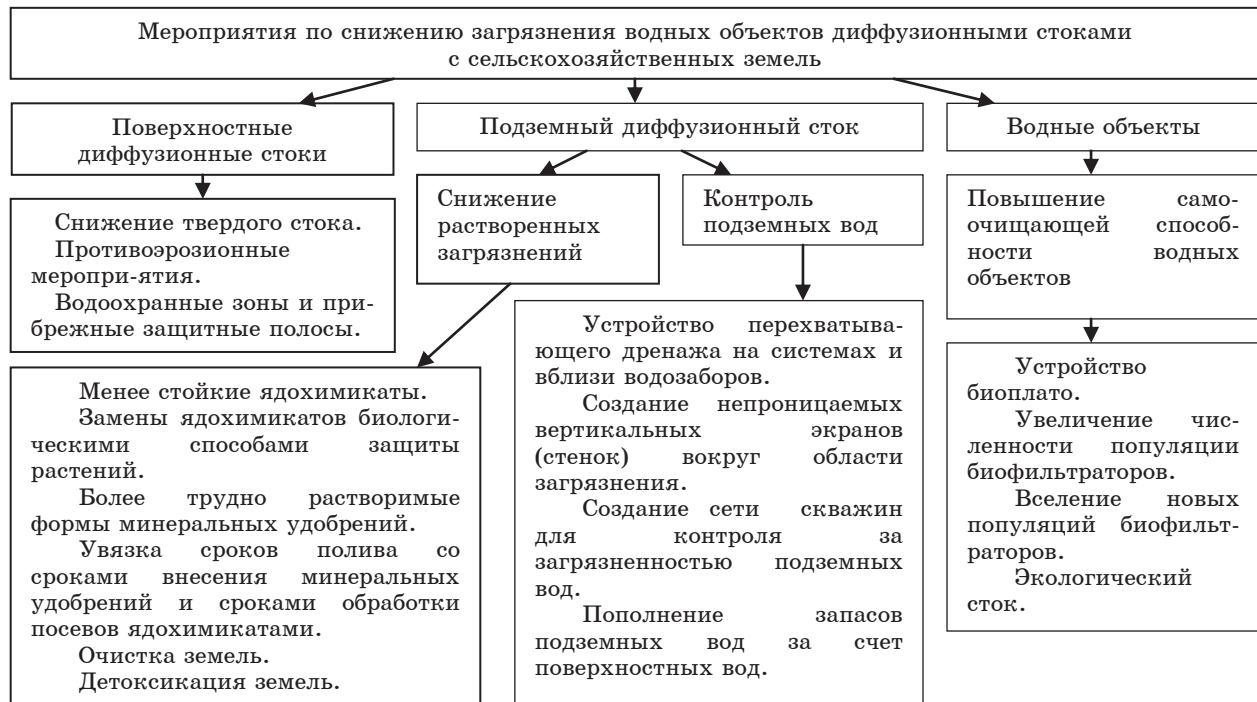 Мероприятия по снижению загрязнения водных объектов диффузионными стоками
с сельскохозяйственных земель
Поверхностные
диффузионные стоки
Подземный диффузионный сток
Водные объекты
Снижение твердого стока.
Противоэрозионные
меропри-ятия.
Водоохранные зоны и при-
брежные защитные полосы.
Снижение
растворенных
загрязнений
Контроль
подземных вод
Повышение само-
очищающей способ-
ности водных
объектов
Менее стойкие ядохимикаты.
Замены ядохимикатов биологи-
ческими способами защиты
растений.
Более трудно растворимые
формы минеральных удобрений.
Увязка сроков полива со
сроками внесения минеральных
удобрений и сроками обработки
посевов ядохимикатами.
Очистка земель.
Детоксикация земель.
Устройство перехватыва-
ющего дренажа на системах и
вблизи водозаборов.
Создание непроницаемых
вертикальных экранов
(стенок) вокруг области
загрязнения.
Создание сети скважин
для контроля за
загрязненностью подземных
вод.
Пополнение запасов
подземных вод за счет
поверхностных вод.
Устройство
биоплато.
Увеличение чис-
ленности популяции
биофильтраторов.
Вселение новых
популяций биофильт-
раторов.
Экологический
сток.